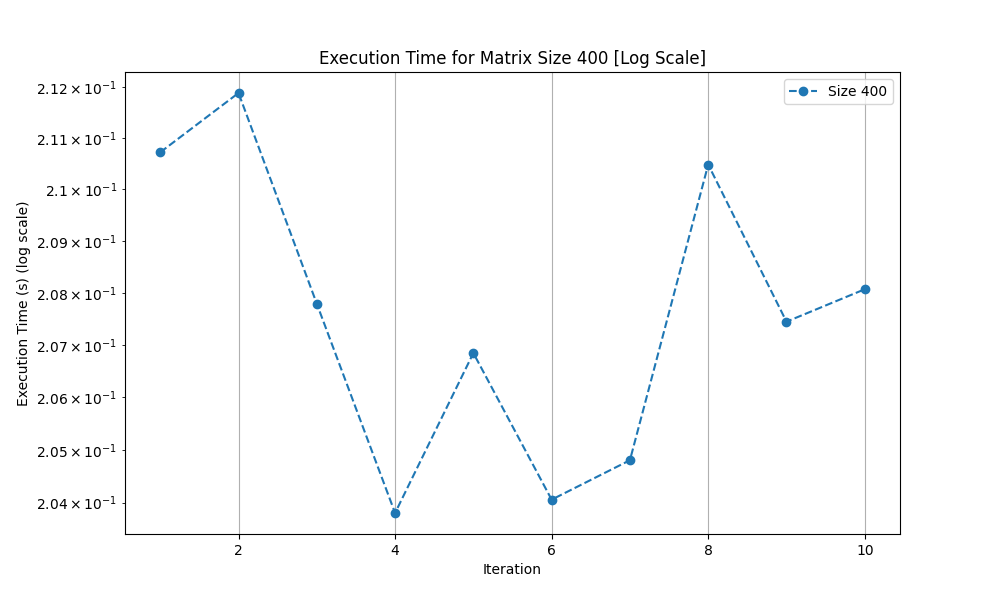 Execution Time for Matrix Size 400 [Log Scale]
Size 400
Execution Time (s) (log scale)
2.12 × 10⁻¹
2.11 × 10⁻¹
2.1 × 10⁻¹
2.09 × 10⁻¹
2.08 × 10⁻¹
2.07 × 10⁻¹
2.06 × 10⁻¹
2.05 × 10⁻¹
2.04 × 10⁻¹
2 4 6 8 10
Iteration